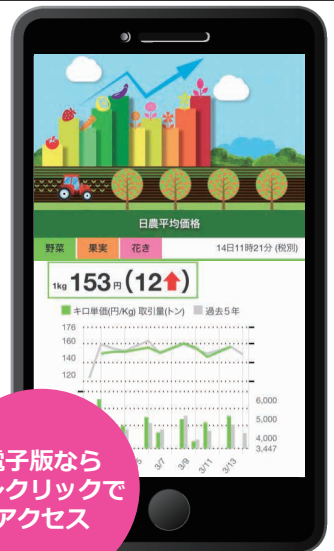 日農平均価格
野菜 果実 花き 14日11時21分 (税別)
1kg 153円(12↑)
キロ単価(円/Kg) 取引量(トン) 過去5年
176
160
140
120
6,000
5,000
4,000
3,447
3/7 3/9 3/11 3/13
電子版なら
クリックで
アクセス